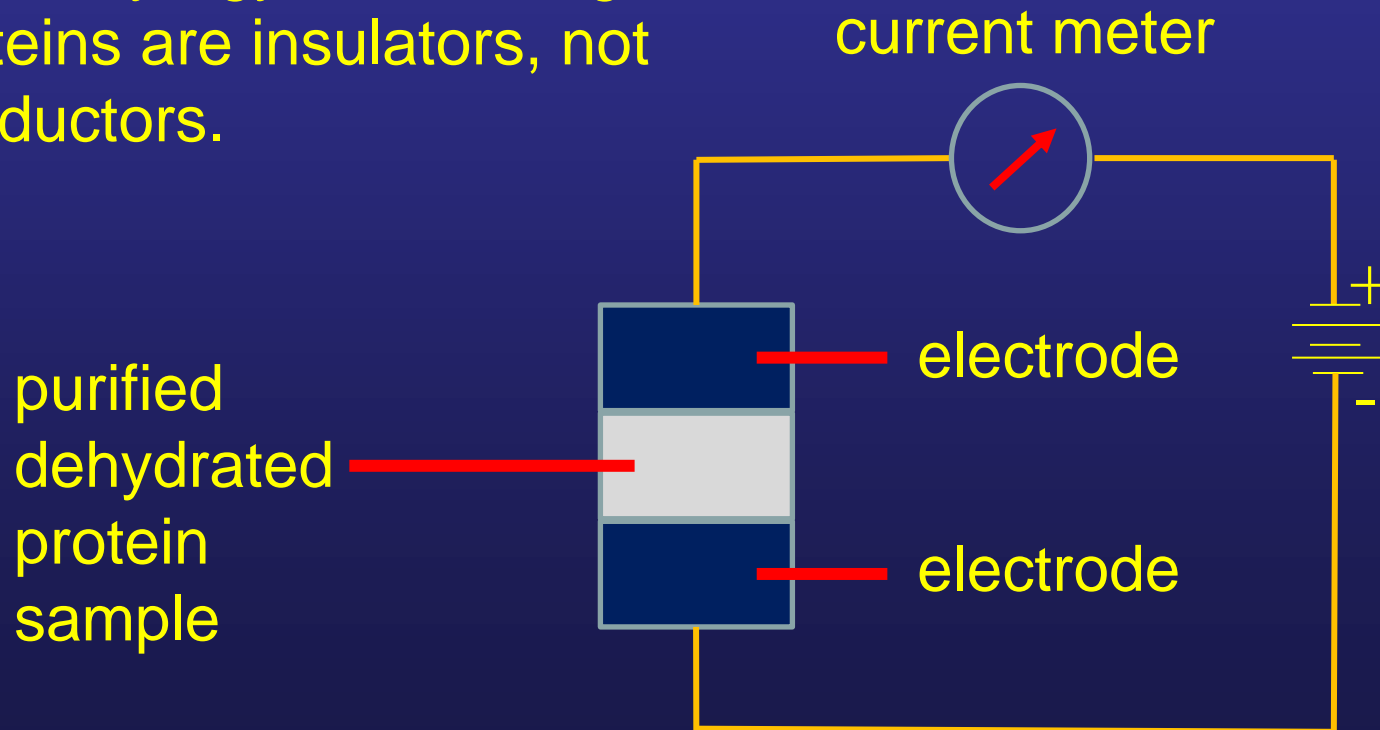 teins are insulators, not
ductors.
current meter
+
electrode
-
purified
dehydrated
protein
sample
electrode